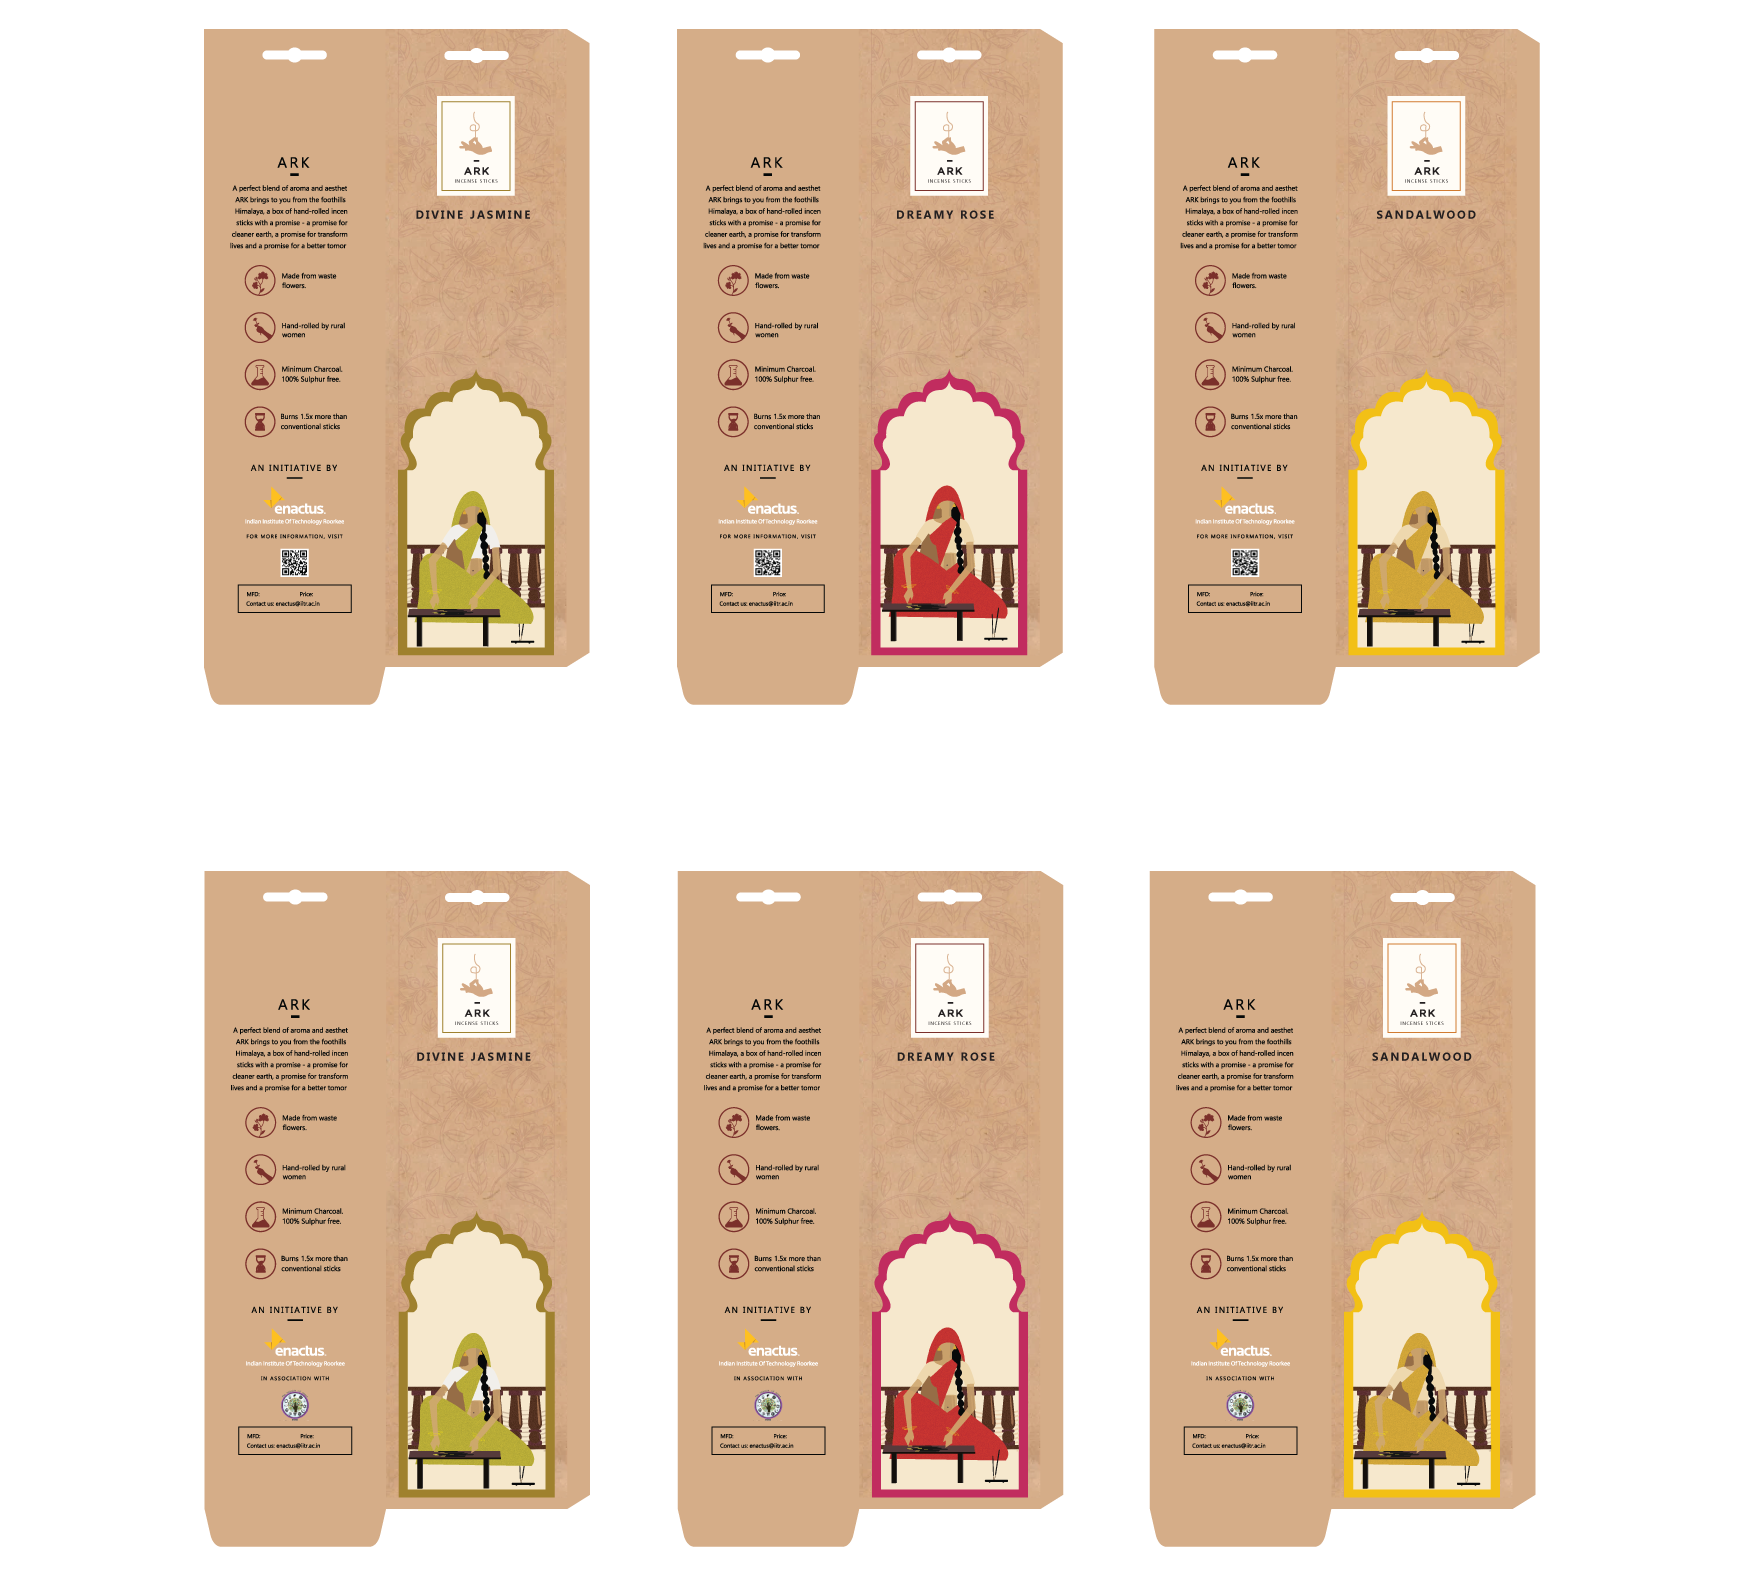 ARK
A perfect blend of aroma and aesthet
ARK brings to you from the foothills
Himalaya, a box of hand-rolled incen
sticks with a promise - a promise for
cleaner earth, a promise for transform
lives and a promise for a better tomor
Made from waste
flowers.
Hand-rolled by rural
women
Minimum Charcoal.
100% Sulphur free.
Burns 1.5x more than
conventional sticks
AN INITIATIVE BY
enactus.
Indian Institute Of Technology Roorkee
FOR MORE INFORMATION, VISIT
MFD: Price:
Contact us: enactus@iitr.ac.in
ARK
INCENSE STICKS
DIVINE JASMINE
ARK
A perfect blend of aroma and aesthet
ARK brings to you from the foothills
Himalaya, a box of hand-rolled incen
sticks with a promise - a promise for
cleaner earth, a promise for transform
lives and a promise for a better tomor
Made from waste
flowers.
Hand-rolled by rural
women
Minimum Charcoal.
100% Sulphur free.
Burns 1.5x more than
conventional sticks
AN INITIATIVE BY
enactus.
Indian Institute Of Technology Roorkee
FOR MORE INFORMATION, VISIT
MFD: Price:
Contact us: enactus@iitr.ac.in
ARK
INCENSE STICKS
DREAMY ROSE
ARK
A perfect blend of aroma and aesthet
ARK brings to you from the foothills
Himalaya, a box of hand-rolled incen
sticks with a promise - a promise for
cleaner earth, a promise for transform
lives and a promise for a better tomor
Made from waste
flowers.
Hand-rolled by rural
women
Minimum Charcoal.
100% Sulphur free.
Burns 1.5x more than
conventional sticks
AN INITIATIVE BY
enactus.
Indian Institute Of Technology Roorkee
FOR MORE INFORMATION, VISIT
MFD: Price:
Contact us: enactus@iitr.ac.in
ARK
INCENSE STICKS
SANDALWOOD
ARK
A perfect blend of aroma and aesthet
ARK brings to you from the foothills
Himalaya, a box of hand-rolled incen
sticks with a promise - a promise for
cleaner earth, a promise for transform
lives and a promise for a better tomor
Made from waste
flowers.
Hand-rolled by rural
women
Minimum Charcoal.
100% Sulphur free.
Burns 1.5x more than
conventional sticks
AN INITIATIVE BY
enactus.
Indian Institute Of Technology Roorkee
IN ASSOCIATION WITH
MFD: Price:
Contact us: enactus@iitr.ac.in
ARK
INCENSE STICKS
DIVINE JASMINE
ARK
A perfect blend of aroma and aesthet
ARK brings to you from the foothills
Himalaya, a box of hand-rolled incen
sticks with a promise - a promise for
cleaner earth, a promise for transform
lives and a promise for a better tomor
Made from waste
flowers.
Hand-rolled by rural
women
Minimum Charcoal.
100% Sulphur free.
Burns 1.5x more than
conventional sticks
AN INITIATIVE BY
enactus.
Indian Institute Of Technology Roorkee
IN ASSOCIATION WITH
MFD: Price:
Contact us: enactus@iitr.ac.in
ARK
INCENSE STICKS
DREAMY ROSE
ARK
A perfect blend of aroma and aesthet
ARK brings to you from the foothills
Himalaya, a box of hand-rolled incen
sticks with a promise - a promise for
cleaner earth, a promise for transform
lives and a promise for a better tomor
Made from waste
flowers.
Hand-rolled by rural
women
Minimum Charcoal.
100% Sulphur free.
Burns 1.5x more than
conventional sticks
AN INITIATIVE BY
enactus.
Indian Institute Of Technology Roorkee
IN ASSOCIATION WITH
MFD: Price:
Contact us: enactus@iitr.ac.in
ARK
INCENSE STICKS
SANDALWOOD